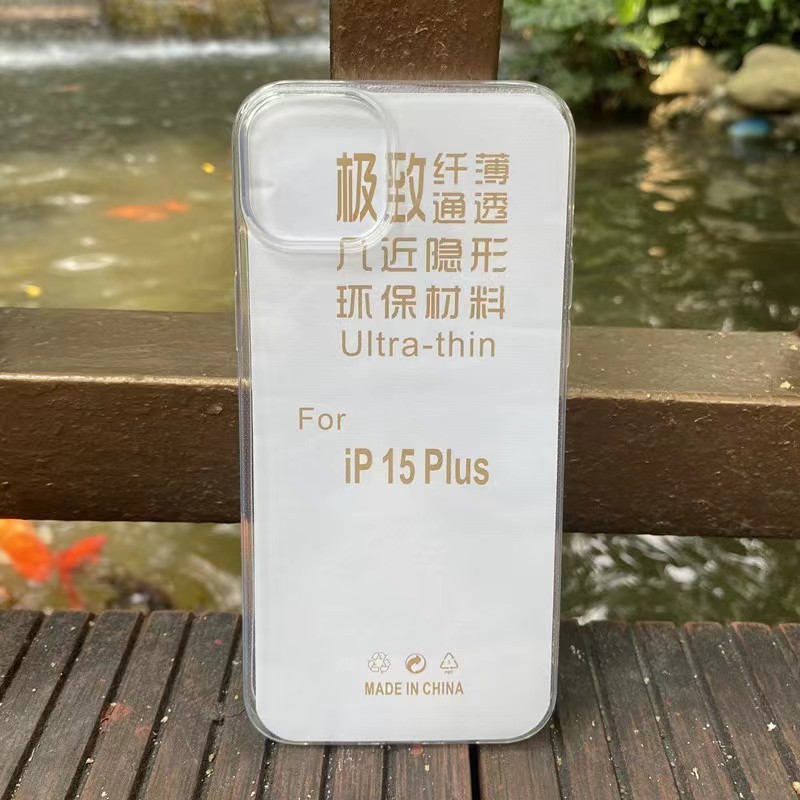 极致纤薄
通透
几近隐形
环保材料
Ultra-thin
For
iP 15 Plus
MADE IN CHINA